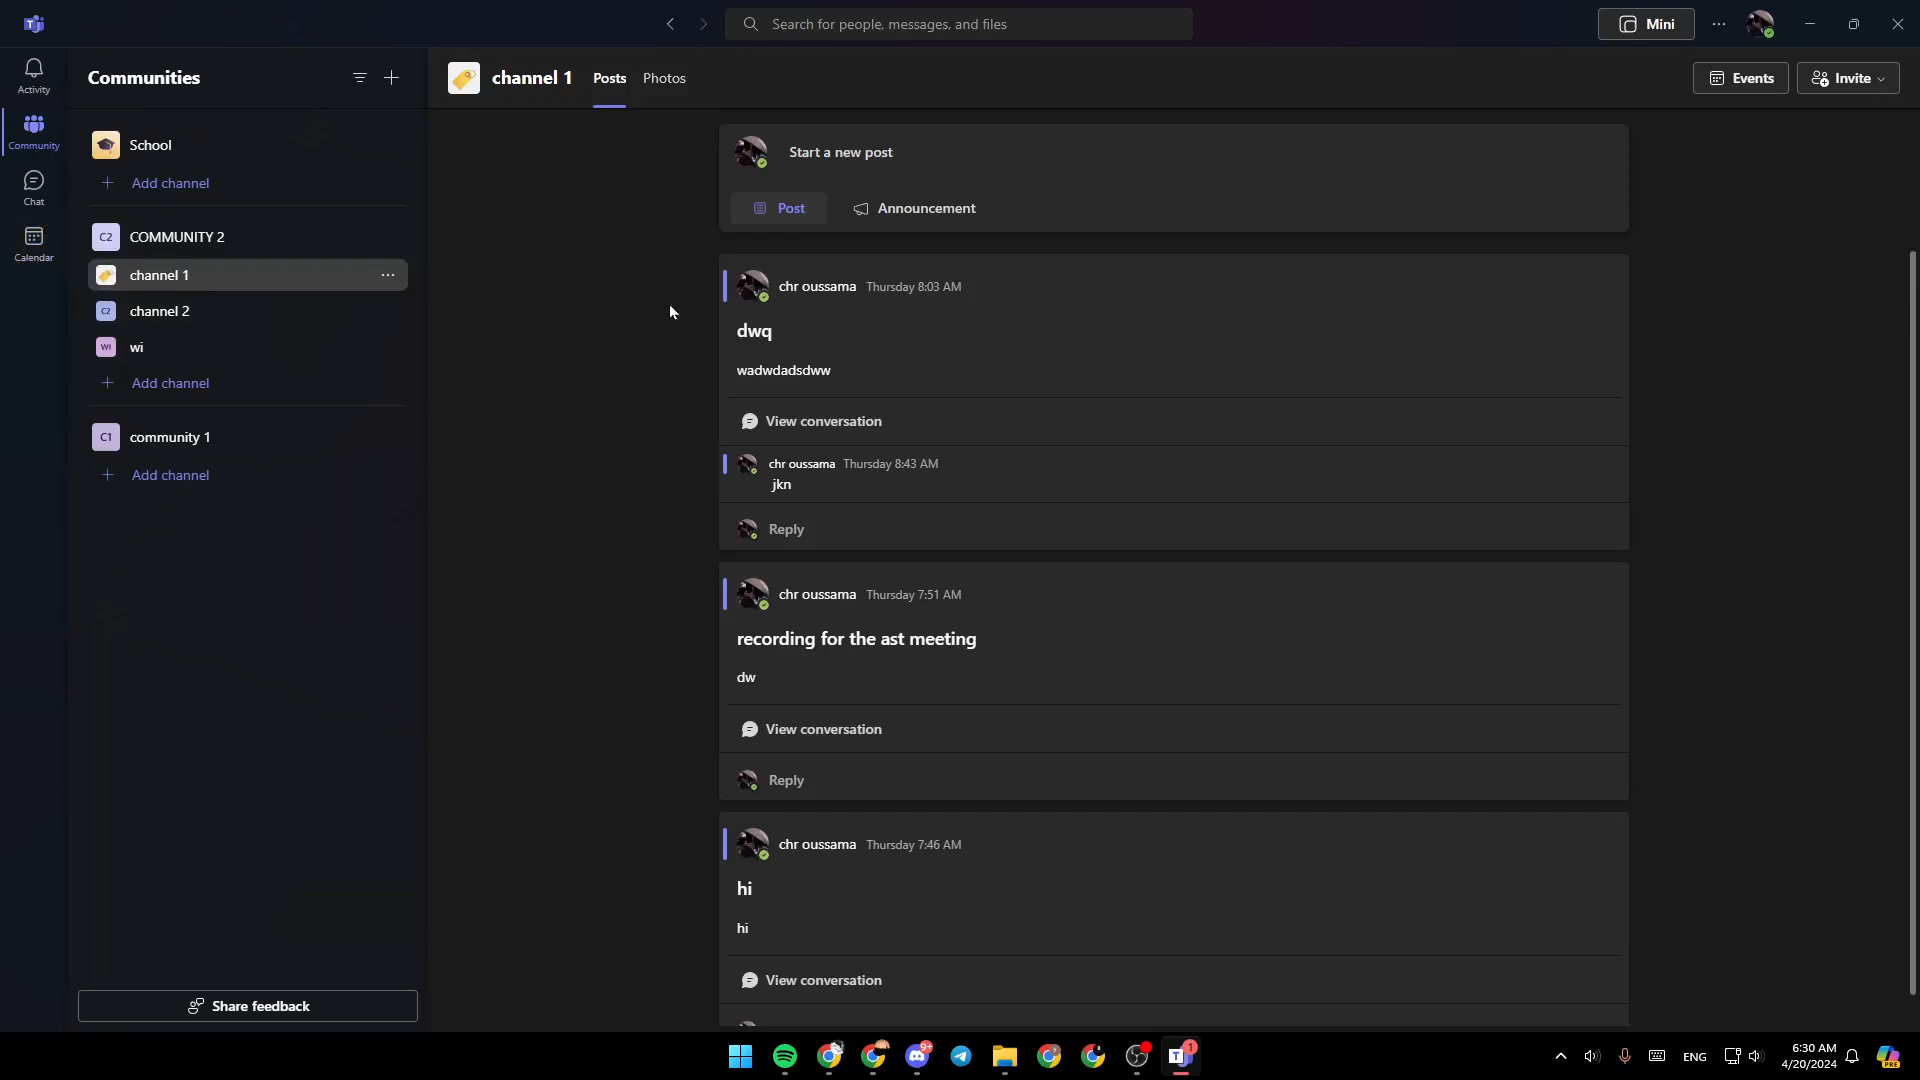 Search for people, messages, and files
Mini
Activity
Community
Chat
Calendar
Communities
School
Add channel
C2 COMMUNITY 2
channel 1
C2 channel 2
WI wi
Add channel
C1 community 1
Add channel
Share feedback
channel 1 Posts Photos
Events Invite
Start a new post
Post Announcement
chr oussama Thursday 8:03 AM
dwq
wadwdadsdww
View conversation
chr oussama Thursday 8:43 AM
jkn
Reply
chr oussama Thursday 7:51 AM
recording for the ast meeting
dw
View conversation
Reply
chr oussama Thursday 7:46 AM
hi
hi
View conversation
9+
T 1
ENG
6:30 AM
4/20/2024
PRE